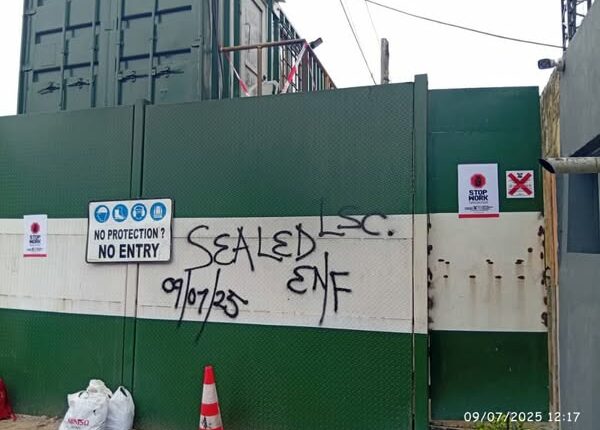 STOP
WORK
NO PROTECTION ?
NO ENTRY
SEALED LSC.
09/07/25 ENF
STOP
WORK
09/07/2025 12:17